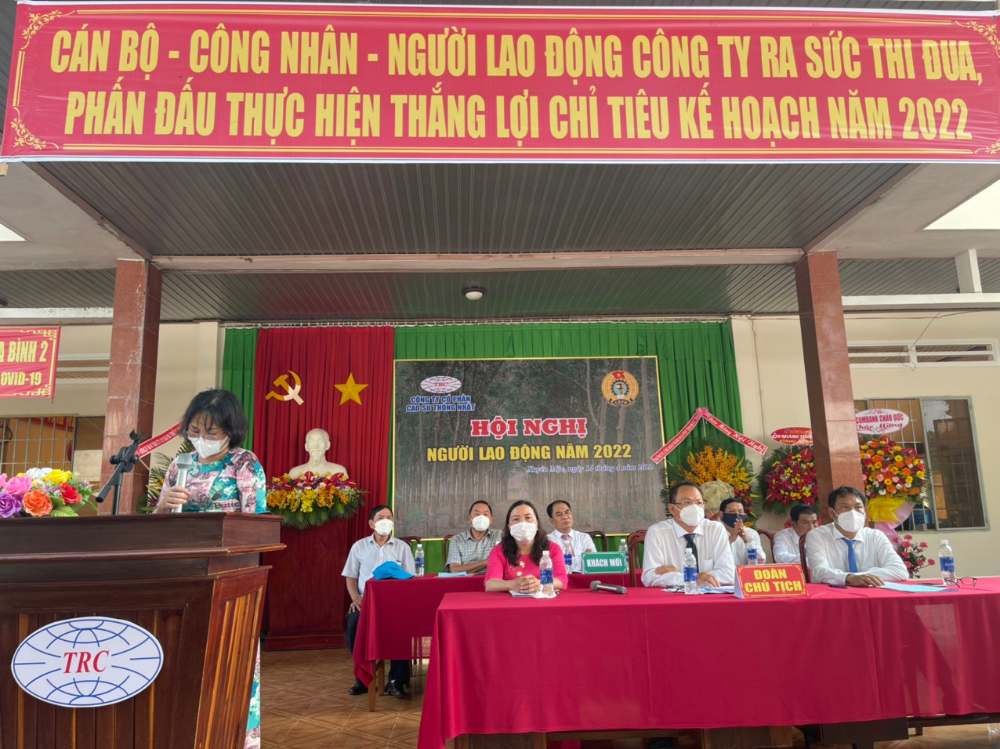 CÁN BỘ - CÔNG NHÂN - NGƯỜI LAO ĐỘNG CÔNG TY RA SỨC THI ĐUA,
PHẤN ĐẤU THỰC HIỆN THẮNG LỢI CHỈ TIÊU KẾ HOẠCH NĂM 2022
A BÌNH 2
OVID-19
TRC
CÔNG TY CỔ PHẦN
CAO SU THỐNG NHẤT
HỘI NGHỊ
NGƯỜI LAO ĐỘNG NĂM 2022
Xuyên Mộc, ngày 14 tháng 4 năm 2022
COMBANK CHÂU ĐỨC
Chúc Mừng
KHÁCH MỜI
ĐOÀN
CHỦ TỊCH
TRC